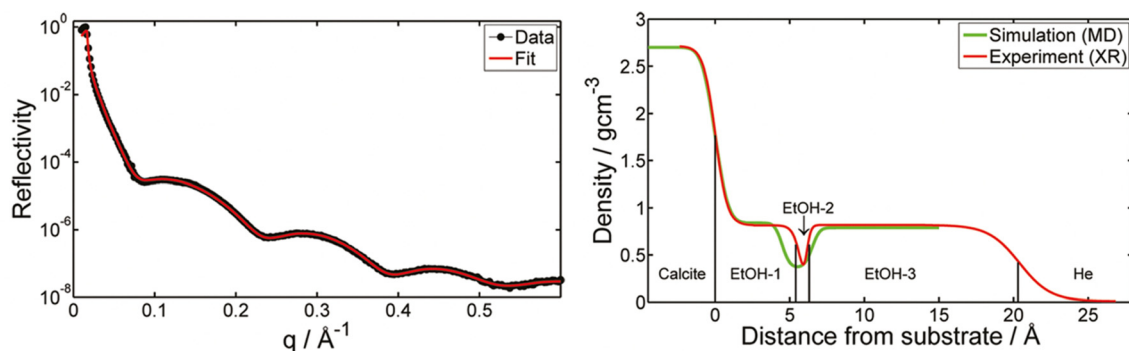 10⁰
10⁻²
10⁻⁴
10⁻⁶
10⁻⁸
Reflectivity
0
0.1
0.2
0.3
0.4
0.5
q / Å⁻¹
Data
Fit
3
2.5
2
1.5
1
0.5
0
Density / gcm⁻³
Simulation (MD)
Experiment (XR)
EtOH-2
Calcite
EtOH-1
EtOH-3
He
0
5
10
15
20
25
Distance from substrate / Å